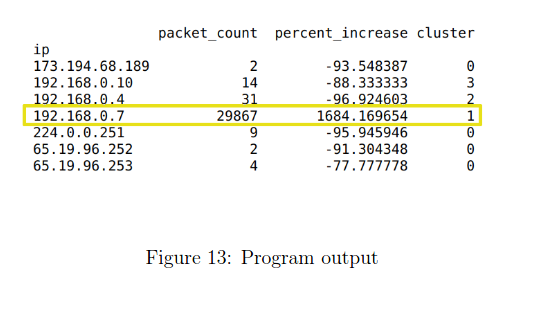 packet_count percent_increase cluster
ip
173.194.68.189 2 -93.548387 0
192.168.0.10 14 -88.333333 3
192.168.0.4 31 -96.924603 2
192.168.0.7 29867 1684.169654 1
224.0.0.251 9 -95.945946 0
65.19.96.252 2 -91.304348 0
65.19.96.253 4 -77.777778 0
Figure 13: Program output